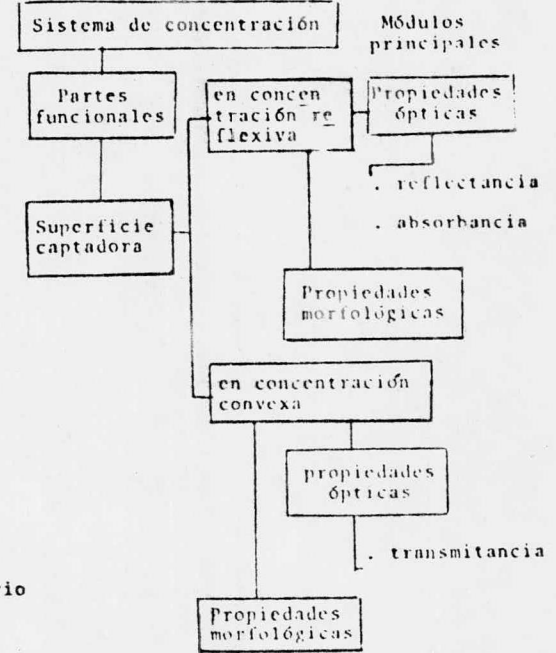 Sistema de concentración
Módulos
principales
Partes
funcionales
en concen
tración re
flexiva
Propiedades
ópticas
. reflectancia
. absorbancia
Superficie
captadora
Propiedades
morfológicas
en concentración
convexa
propiedades
ópticas
. transmitancia
Propiedades
morfológicas